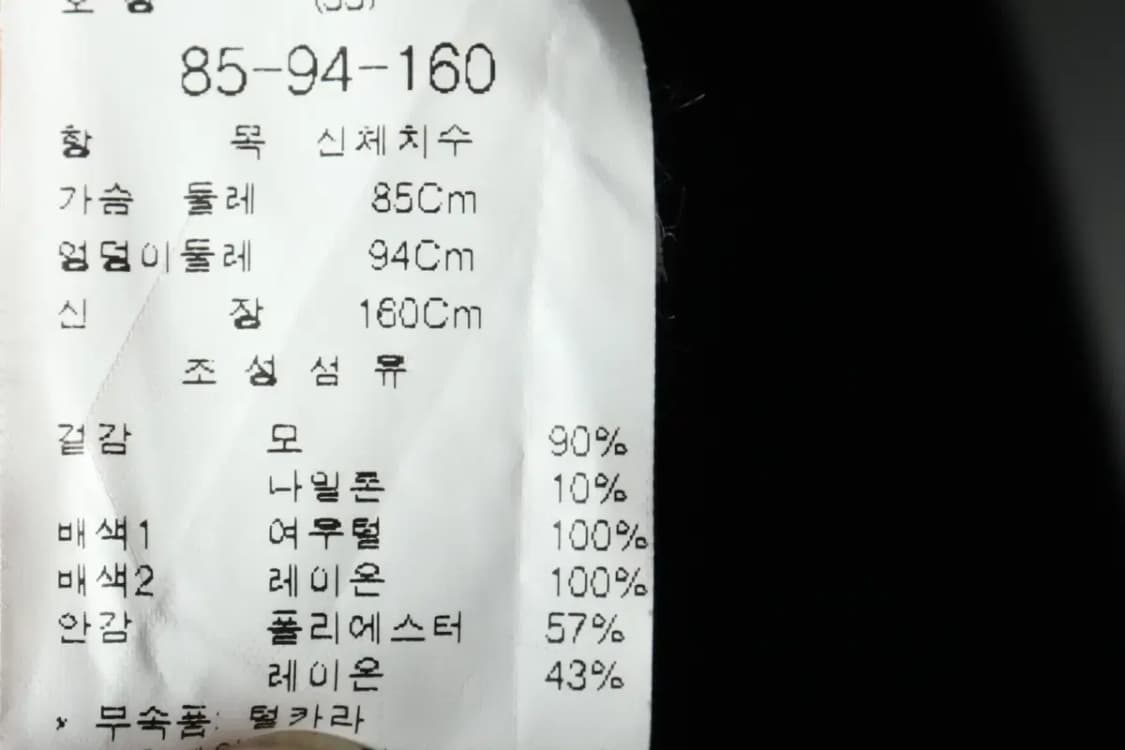 호 칭 (55)
85-94-160
항 목 신체치수
가슴 둘레 85Cm
엉덩이둘레 94Cm
신 장 160Cm
조 성 섬 유
겉감 모 90%
나일론 10%
배색1 여우털 100%
배색2 레이온 100%
안감 폴리에스터 57%
레이온 43%
* 부속품: 털카라